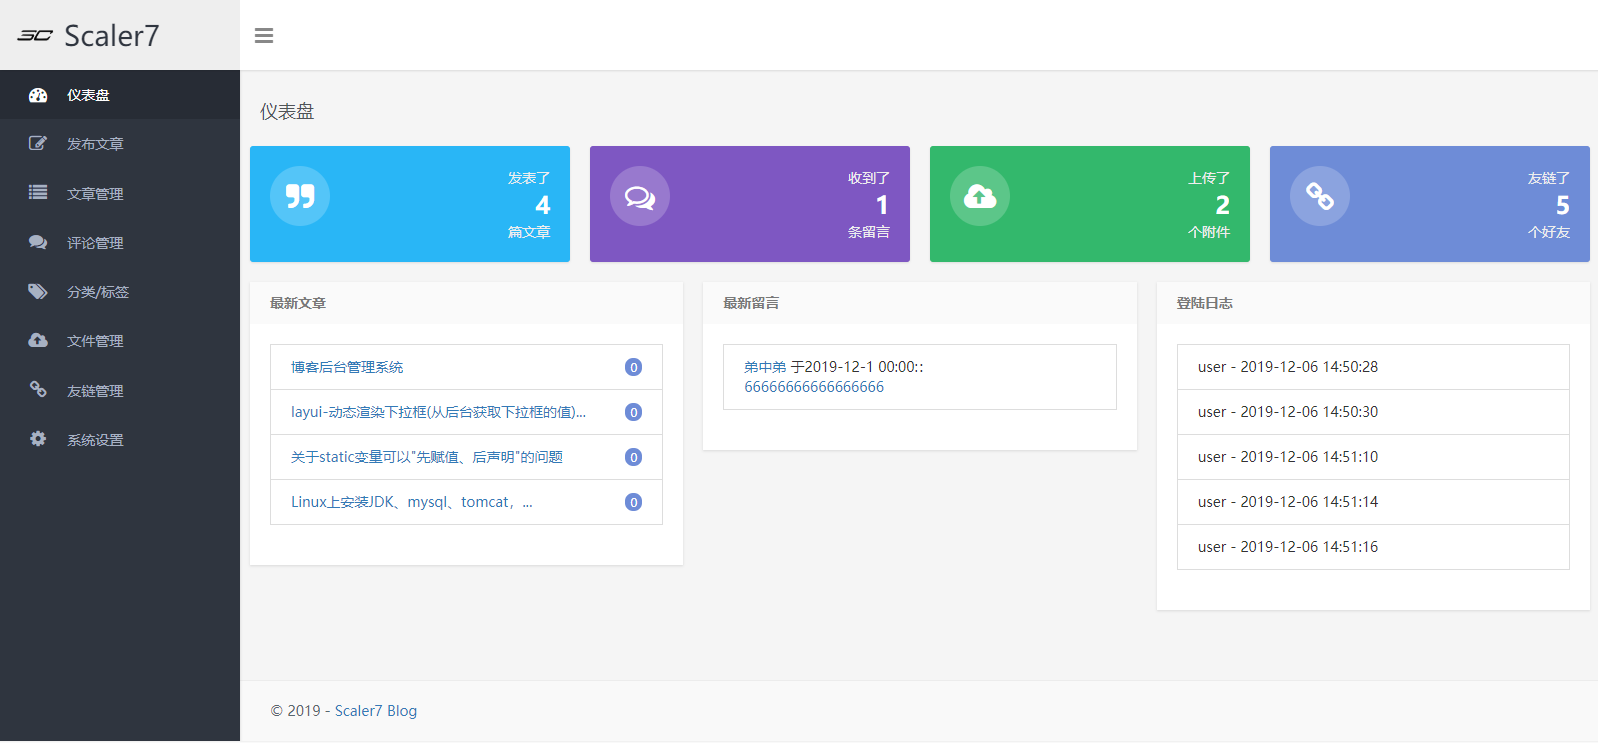 Scaler7
仪表盘
发布文章
文章管理
评论管理
分类/标签
文件管理
友链管理
系统设置
仪表盘
发表了
4
篇文章
收到了
1
条留言
上传了
2
个附件
友链了
5
个好友
最新文章
博客后台管理系统 0
layui-动态渲染下拉框(从后台获取下拉框的值)... 0
关于static变量可以"先赋值、后声明"的问题 0
Linux上安装JDK、mysql、tomcat，... 0
最新留言
弟中弟 于2019-12-1 00:00::
66666666666666666
登陆日志
user - 2019-12-06 14:50:28
user - 2019-12-06 14:50:30
user - 2019-12-06 14:51:10
user - 2019-12-06 14:51:14
user - 2019-12-06 14:51:16
© 2019 - Scaler7 Blog